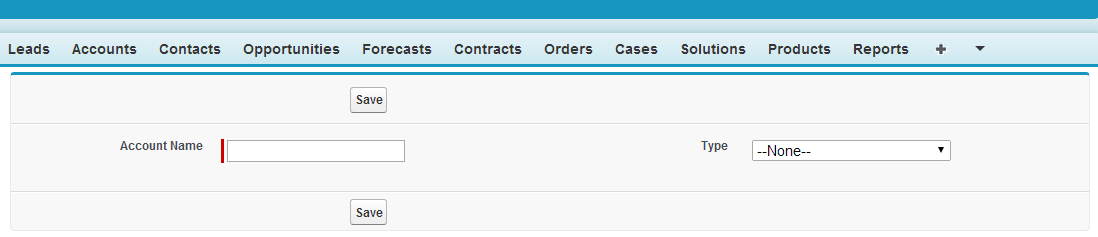 Leads Accounts Contacts Opportunities Forecasts Contracts Orders Cases Solutions Products Reports +
Save
Account Name Type --None--
Save